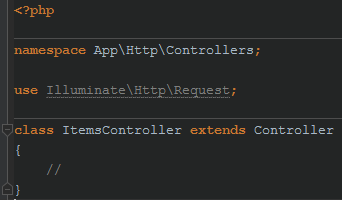 <?php
namespace App\Http\Controllers;
use Illuminate\Http\Request;
class ItemsController extends Controller
{
//
}